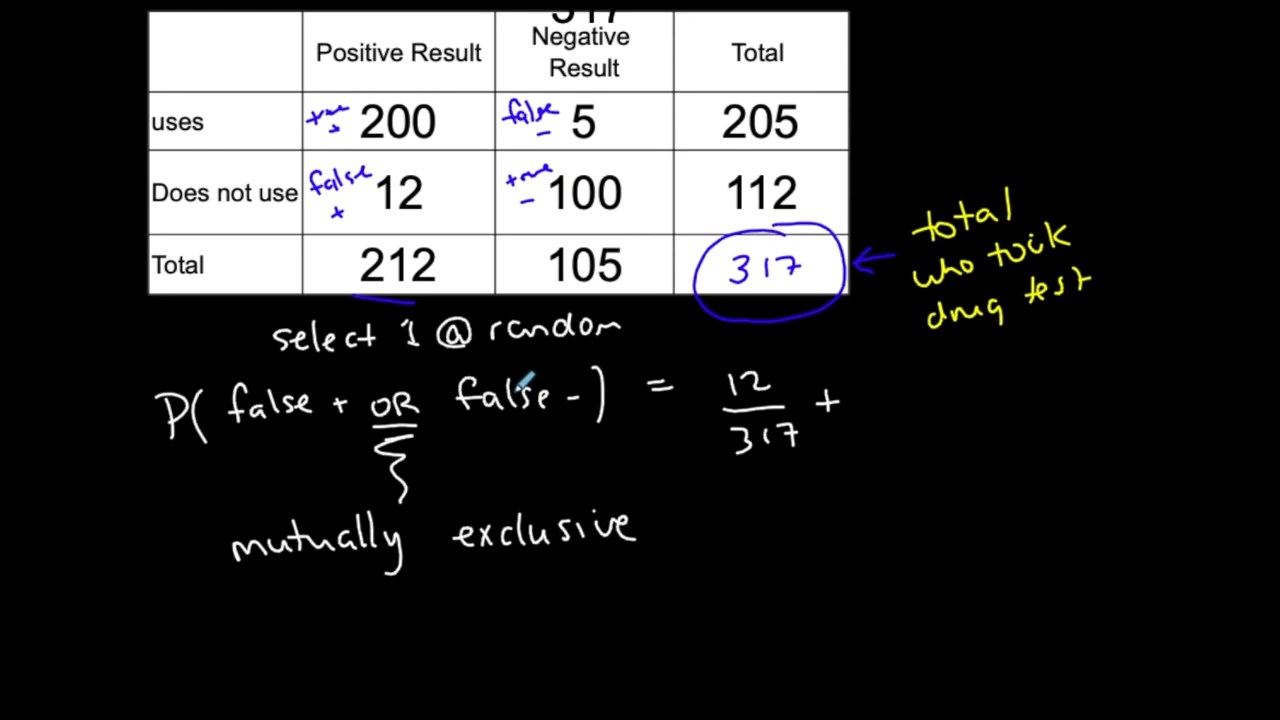 317
Positive Result Negative Result Total
uses true + 200 false - 5 205
Does not use false + 12 true - 100 112
Total 212 105 317
total
who took
drug test
select 1 @ random
P( false + OR false - ) = 12/317 +
mutually exclusive